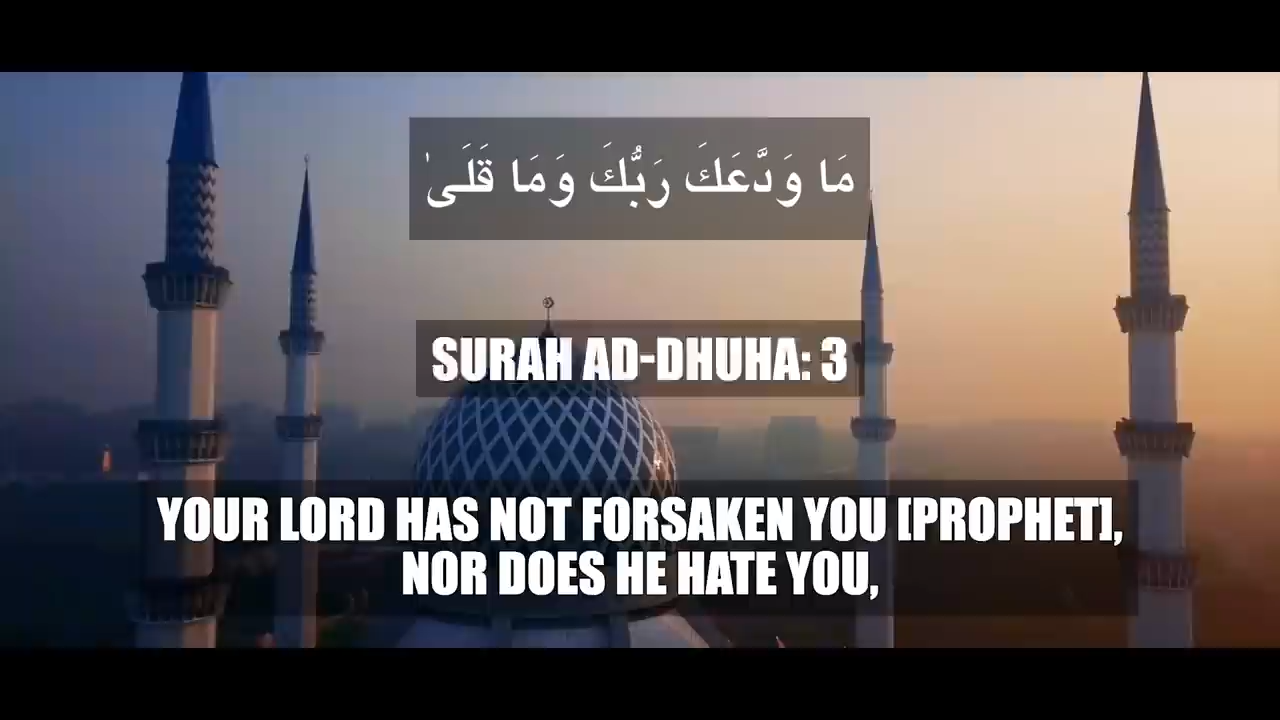 مَا وَدَّعَكَ رَبُّكَ وَمَا قَلَىٰ
SURAH AD-DHUHA: 3
YOUR LORD HAS NOT FORSAKEN YOU [PROPHET],
NOR DOES HE HATE YOU,